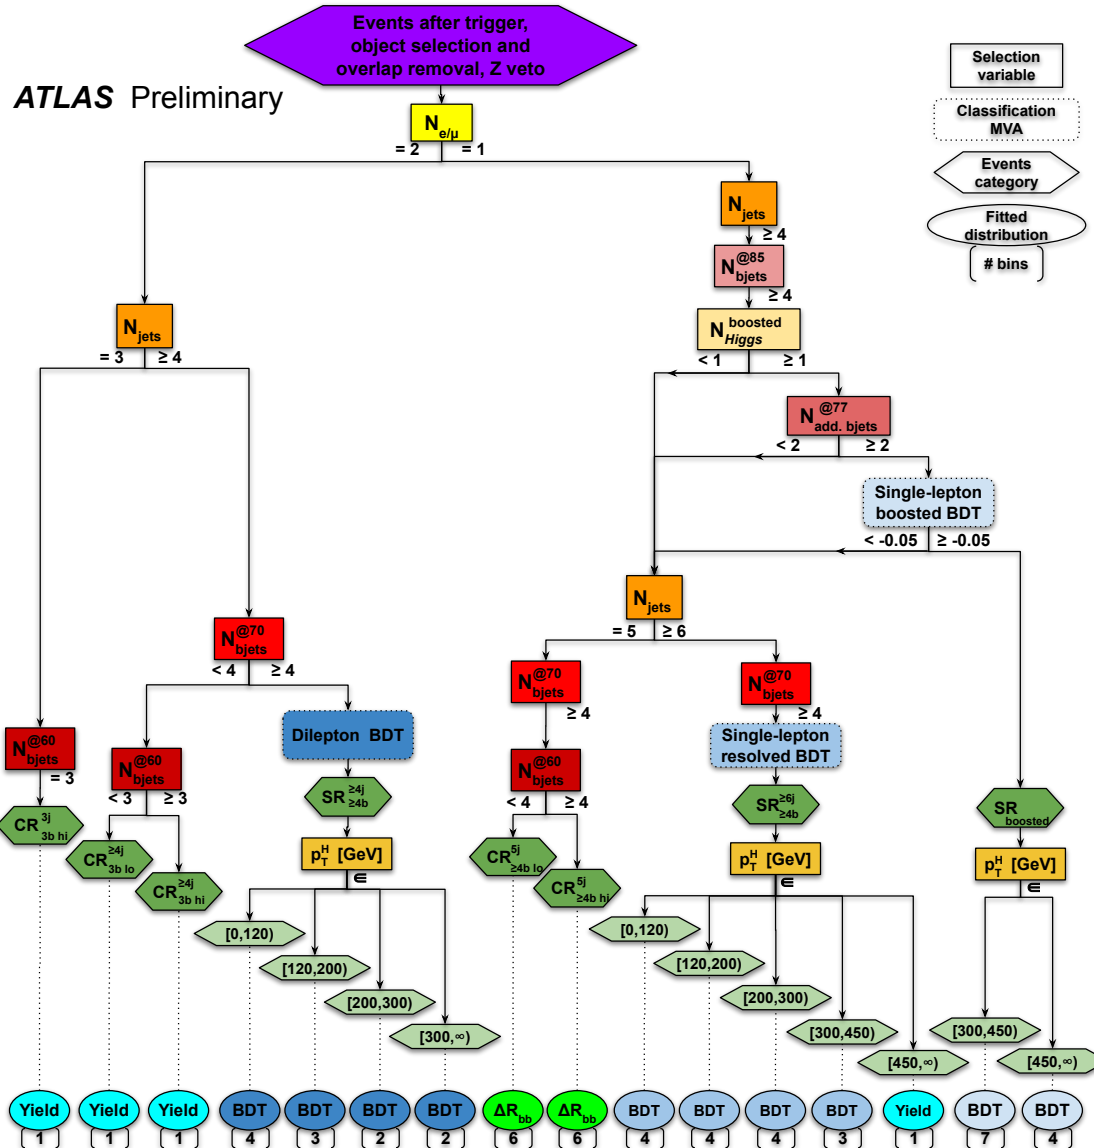 Events after trigger,
object selection and
overlap removal, Z veto
ATLAS Preliminary
Selection
variable
Classification
MVA
Events
category
Fitted
distribution
# bins
N e/μ
= 2 = 1
N jets
≥ 4
N bjets @85
≥ 4
N Higgs boosted
< 1 ≥ 1
N jets
= 3 ≥ 4
N add. bjets @77
< 2 ≥ 2
Single-lepton
boosted BDT
< -0.05 ≥ -0.05
N jets
= 5 ≥ 6
N bjets @70
< 4 ≥ 4
N bjets @70
≥ 4
N bjets @70
≥ 4
Dilepton BDT
Single-lepton
resolved BDT
N bjets @60
= 3
N bjets @60
< 3 ≥ 3
N bjets @60
< 4 ≥ 4
SR ≥4j ≥4b
SR ≥6j ≥4b
SR boosted
CR 3j 3b hi
CR ≥4j 3b lo
CR ≥4j 3b hi
p T H [GeV]
∈
CR 5j ≥4b lo
CR 5j ≥4b hi
p T H [GeV]
∈
p T H [GeV]
∈
[0,120)
[120,200)
[200,300)
[300,∞)
[0,120)
[120,200)
[200,300)
[300,450)
[450,∞)
[300,450)
[450,∞)
Yield Yield Yield BDT BDT BDT BDT ΔR bb ΔR bb BDT BDT BDT BDT Yield BDT BDT
1 1 1 4 3 2 2 6 6 4 4 4 3 1 7 4